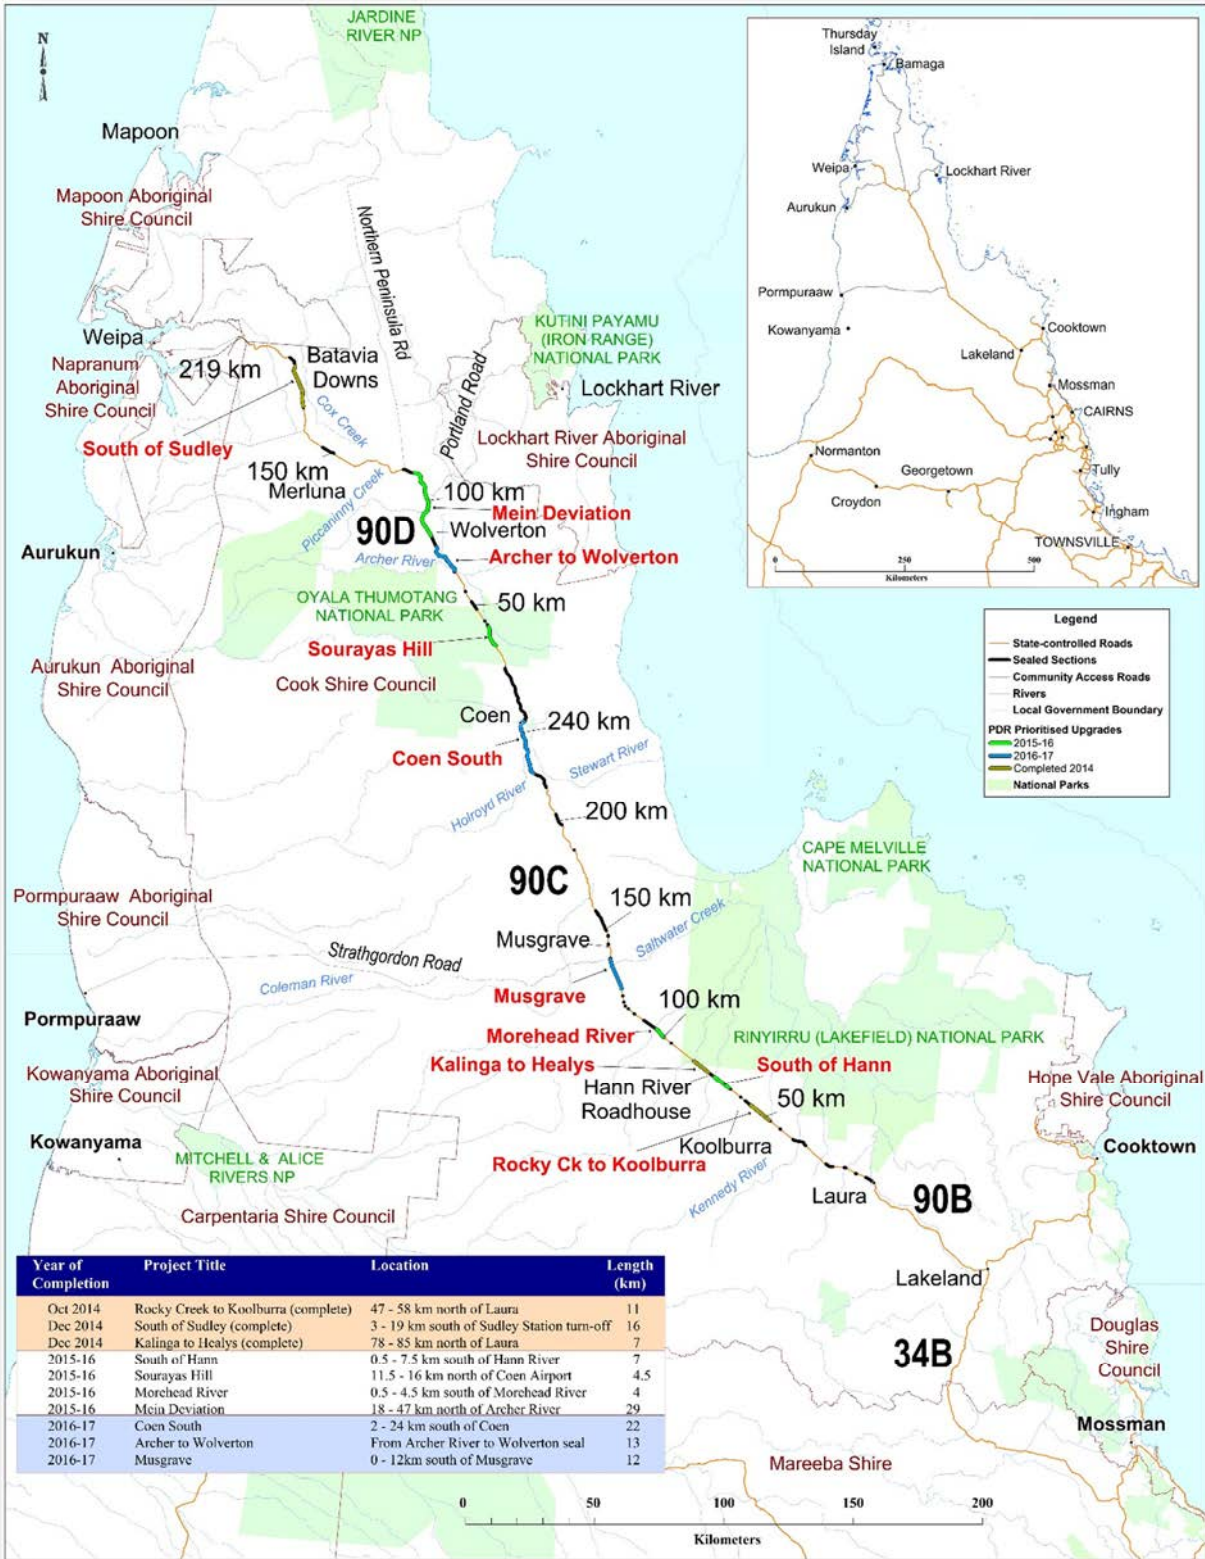 JARDINE
RIVER NP
N
Mapoon
Mapoon Aboriginal
Shire Council
Northern Peninsula Rd
Weipa
219 km
Batavia
Downs
Napranum
Aboriginal
Shire Council
Cox Creek
Portland Road
KUTINI PAYAMU
(IRON RANGE)
NATIONAL PARK
Lockhart River
South of Sudley
Lockhart River Aboriginal
Shire Council
150 km
Merluna
Piccaninny Creek
100 km
Mein Deviation
90D
Wolverton
Aurukun
Archer River
Archer to Wolverton
OYALA THUMOTANG
NATIONAL PARK
50 km
Sourayas Hill
Aurukun Aboriginal
Shire Council
Cook Shire Council
Coen
240 km
Coen South
Stewart River
Holroyd River
200 km
CAPE MELVILLE
NATIONAL PARK
90C
Pormpuraaw Aboriginal
Shire Council
150 km
Musgrave
Saltwater Creek
Strathgordon Road
Coleman River
Musgrave
100 km
Pormpuraaw
Morehead River
RINYIRRU (LAKEFIELD) NATIONAL PARK
Kalinga to Healys
South of Hann
Kowanyama Aboriginal
Shire Council
Hann River
Roadhouse
50 km
Hope Vale Aboriginal
Shire Council
Kowanyama
Koolburra
Cooktown
MITCHELL & ALICE
RIVERS NP
Rocky Ck to Koolburra
Kennedy River
Laura
90B
Carpentaria Shire Council
Lakeland
34B
Douglas
Shire
Council
Mossman
Mareeba Shire
Thursday
Island
Bamaga
Weipa
Lockhart River
Aurukun
Pormpuraaw
Kowanyama
Cooktown
Lakeland
Mossman
CAIRNS
Normanton
Georgetown
Croydon
Tully
Ingham
TOWNSVILLE
0 250 500
Kilometers
Legend
State-controlled Roads
Sealed Sections
Community Access Roads
Rivers
Local Government Boundary
PDR Prioritised Upgrades
2015-16
2016-17
Completed 2014
National Parks
Year of Completion Project Title Location Length (km)
Oct 2014 Rocky Creek to Koolburra (complete) 47 - 58 km north of Laura 11
Dec 2014 South of Sudley (complete) 3 - 19 km south of Sudley Station turn-off 16
Dec 2014 Kalinga to Healys (complete) 78 - 85 km north of Laura 7
2015-16 South of Hann 0.5 - 7.5 km south of Hann River 7
2015-16 Sourayas Hill 11.5 - 16 km north of Coen Airport 4.5
2015-16 Morehead River 0.5 - 4.5 km south of Morehead River 4
2015-16 Mein Deviation 18 - 47 km north of Archer River 29
2016-17 Coen South 2 - 24 km south of Coen 22
2016-17 Archer to Wolverton From Archer River to Wolverton seal 13
2016-17 Musgrave 0 - 12km south of Musgrave 12
0 50 100 150 200
Kilometers